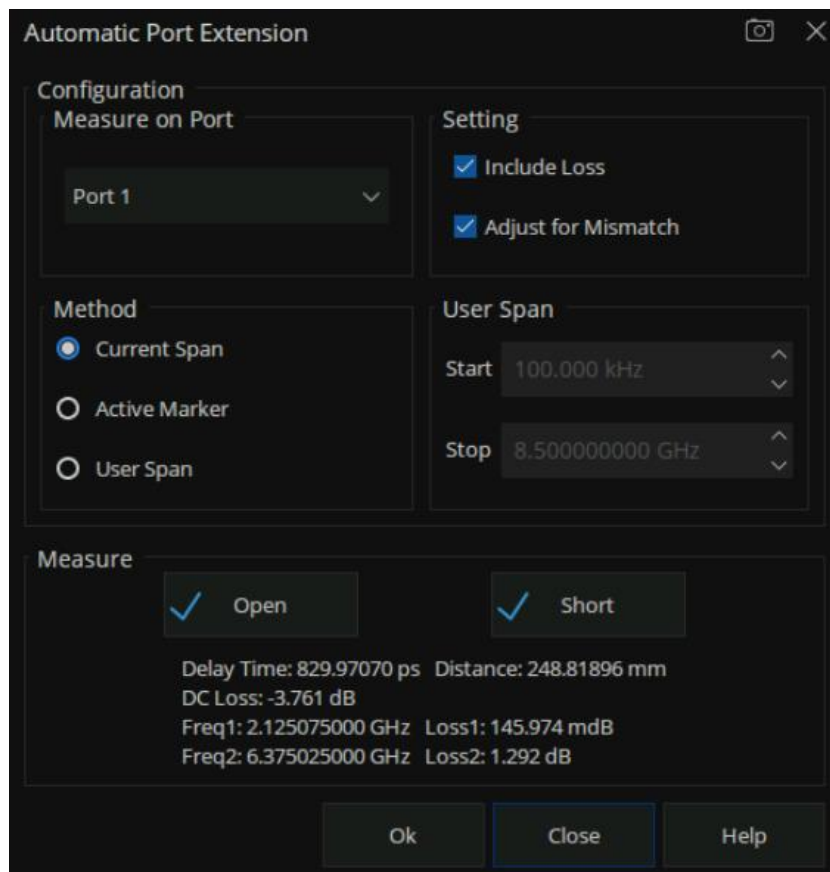 Automatic Port Extension
Configuration
Measure on Port
Port 1
Setting
Include Loss
Adjust for Mismatch
Method
Current Span
Active Marker
User Span
User Span
Start 100.000 kHz
Stop 8.500000000 GHz
Measure
Open Short
Delay Time: 829.97070 ps Distance: 248.81896 mm
DC Loss: -3.761 dB
Freq1: 2.125075000 GHz Loss1: 145.974 mdB
Freq2: 6.375025000 GHz Loss2: 1.292 dB
Ok Close Help